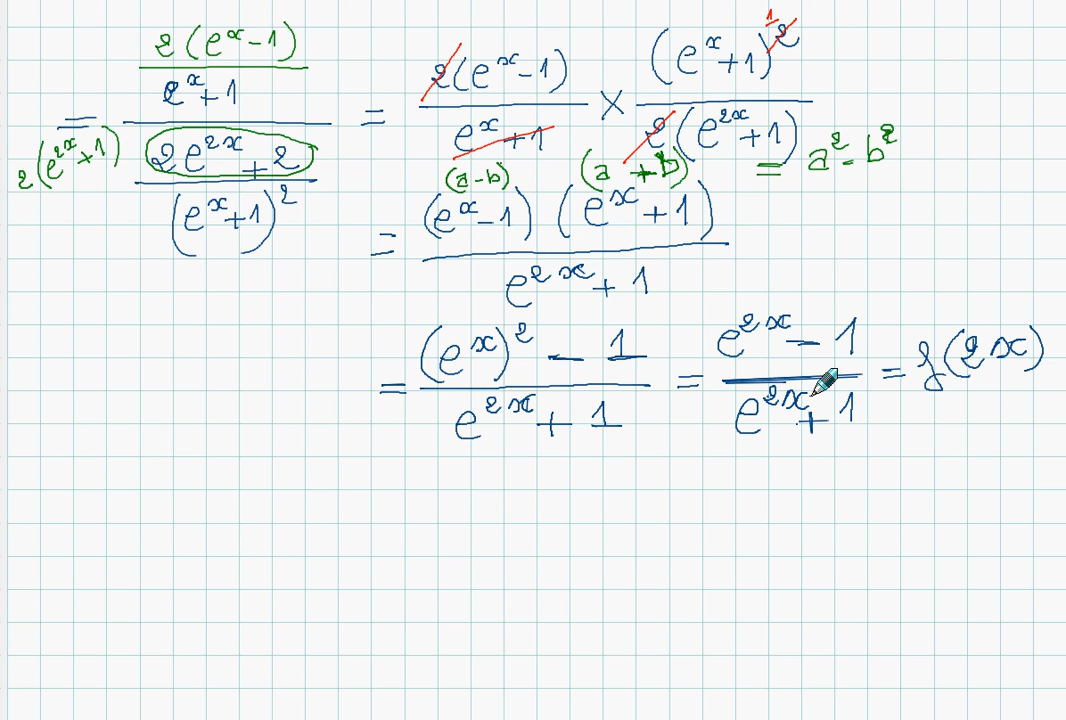 = (2(e^x - 1))/(e^x + 1) / (2e^{2x} + 2)/(e^x + 1)^2 = 2(e^x - 1)/(e^x + 1) × (e^x + 1)^2/2(e^{2x} + 1)
1
2(e^{2x} + 1)
(a - b) (a + b) = a^2 - b^2
= (e^x - 1) (e^x + 1)/(e^{2x} + 1)
= ((e^x)^2 - 1)/(e^{2x} + 1) = (e^{2x} - 1)/(e^{2x} + 1) = f(2x)